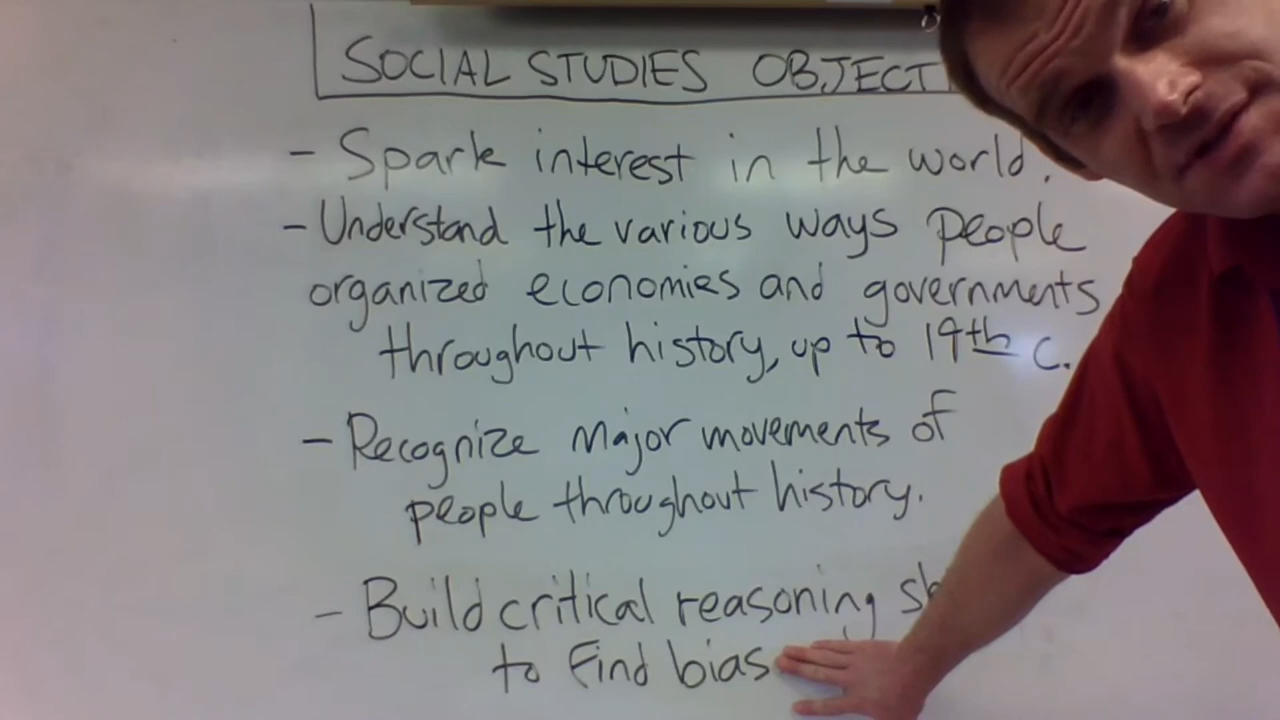 SOCIAL STUDIES OBJECT
- Spark interest in the world.
- Understand the various ways people
organized economies and governments
throughout history, up to 19th c.
- Recognize major movements of
people throughout history.
- Build critical reasoning
to find bias